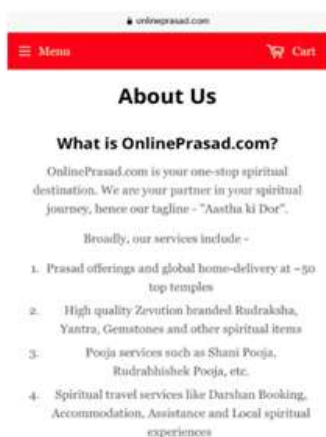 onlineprasad.com
Menu
Cart
About Us
What is OnlinePrasad.com?
OnlinePrasad.com is your one-stop spiritual
destination. We are your partner in your spiritual
journey, hence our tagline - "Aastha ki Dor".
Broadly, our services include -
1. Prasad offerings and global home-delivery at ~50
top temples
2. High quality Zevotion branded Rudraksha,
Yantra, Gemstones and other spiritual items
3. Pooja services such as Shani Pooja,
Rudrabhishek Pooja, etc.
4. Spiritual travel services like Darshan Booking,
Accommodation, Assistance and Local spiritual
experiences